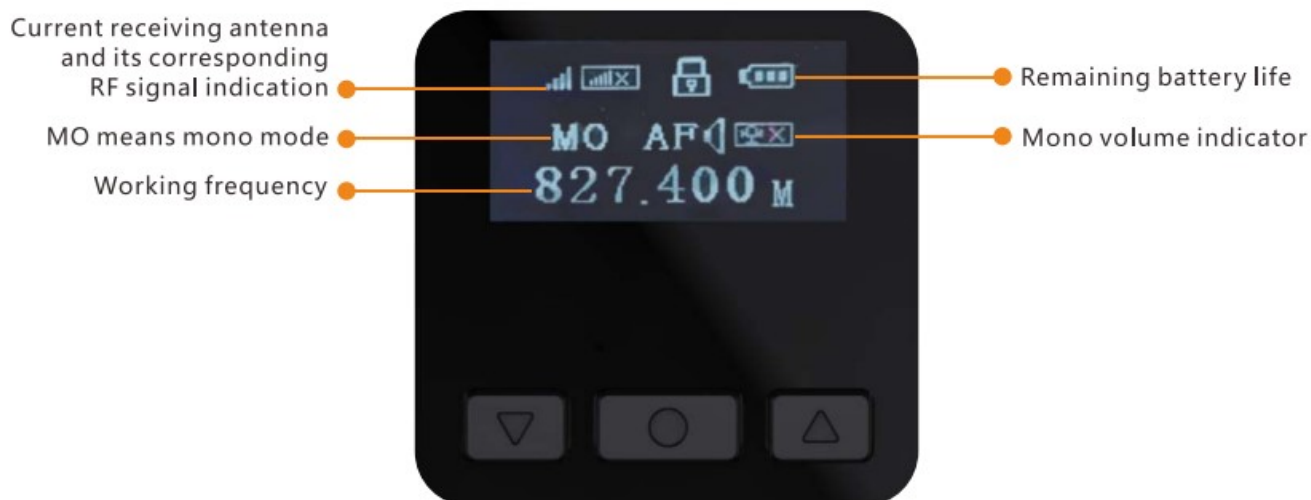 Current receiving antenna
and its corresponding
RF signal indication
MO means mono mode
Working frequency
MO AF
827.400 M
Remaining battery life
Mono volume indicator